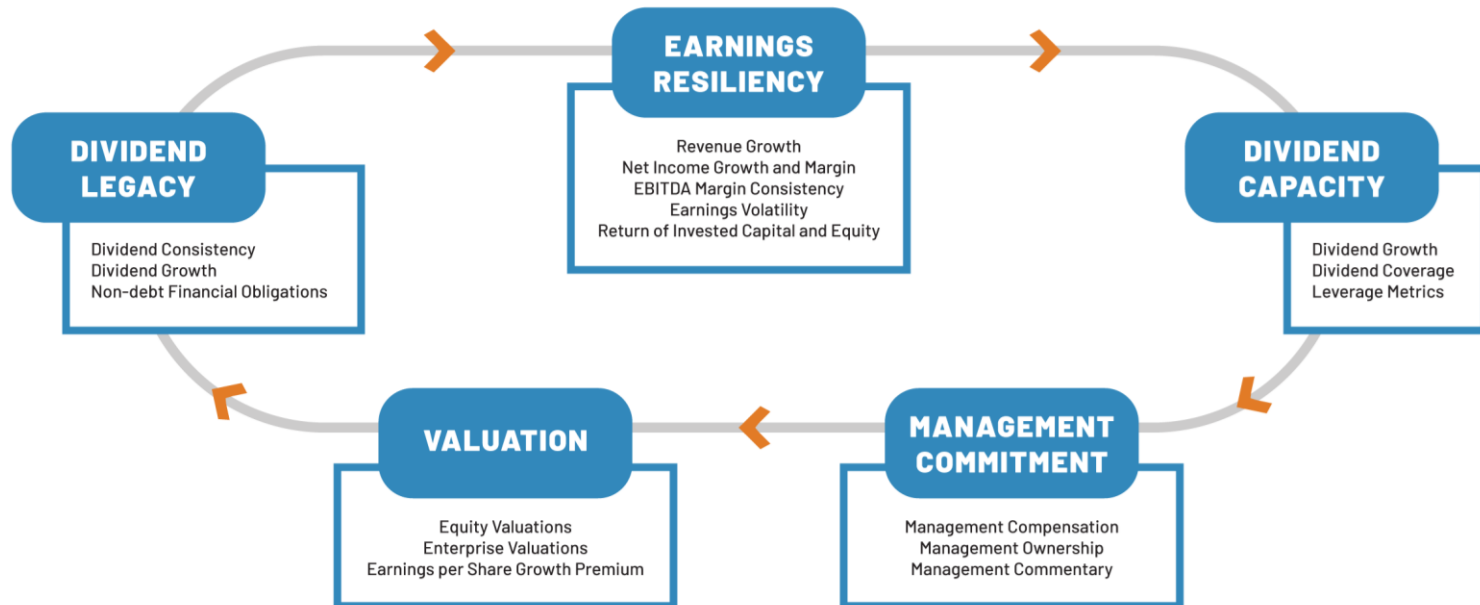 DIVIDEND
LEGACY
Dividend Consistency
Dividend Growth
Non-debt Financial Obligations
EARNINGS
RESILIENCY
Revenue Growth
Net Income Growth and Margin
EBITDA Margin Consistency
Earnings Volatility
Return of Invested Capital and Equity
DIVIDEND
CAPACITY
Dividend Growth
Dividend Coverage
Leverage Metrics
MANAGEMENT
COMMITMENT
Management Compensation
Management Ownership
Management Commentary
VALUATION
Equity Valuations
Enterprise Valuations
Earnings per Share Growth Premium